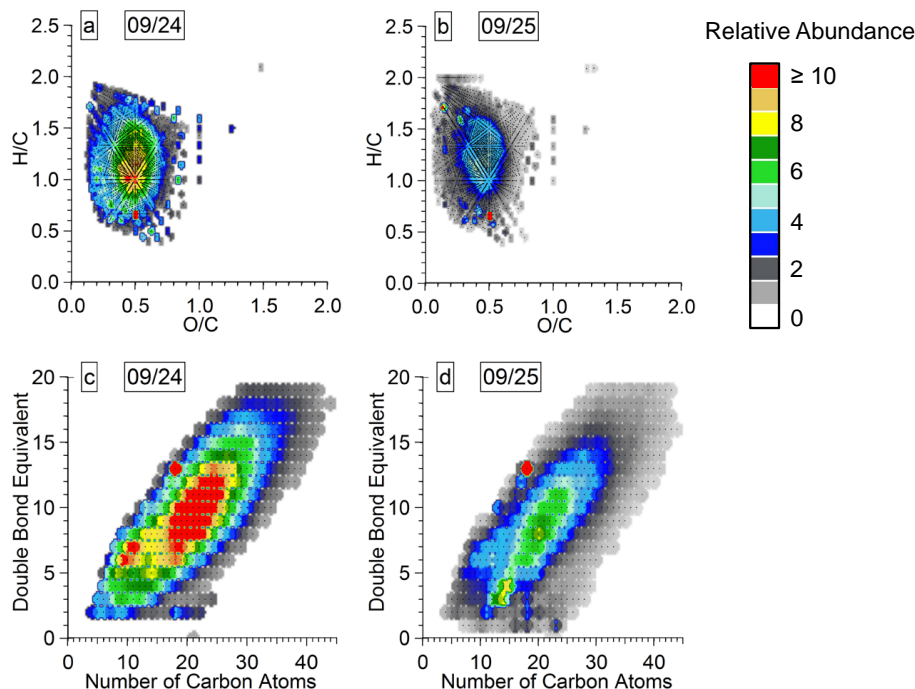 Relative Abundance
≥ 10
8
6
4
2
0
a 09/24
2.5
2.0
1.5
1.0
0.5
0.0
H/C
0.0 0.5 1.0 1.5 2.0
O/C
b 09/25
2.5
2.0
1.5
1.0
0.5
0.0
H/C
0.0 0.5 1.0 1.5 2.0
O/C
c 09/24
20
15
10
5
0
Double Bond Equivalent
0 10 20 30 40
Number of Carbon Atoms
d 09/25
20
15
10
5
0
Double Bond Equivalent
0 10 20 30 40
Number of Carbon Atoms